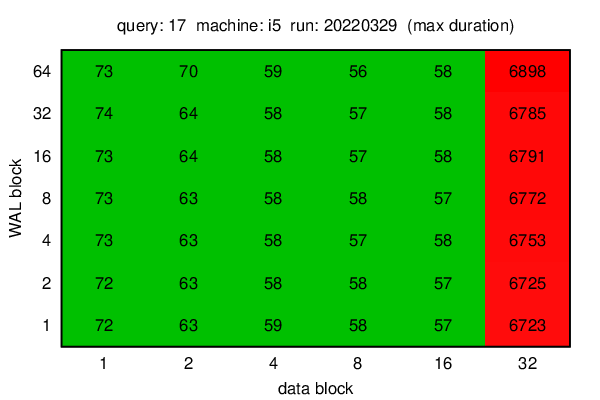 query: 17 machine: i5 run: 20220329 (max duration)
64 73 70 59 56 58 6898
32 74 64 58 57 58 6785
16 73 64 58 57 58 6791
8 73 63 58 58 57 6772
4 73 63 58 57 58 6753
2 72 63 58 58 57 6725
1 72 63 59 58 57 6723
WAL block
1 2 4 8 16 32
data block